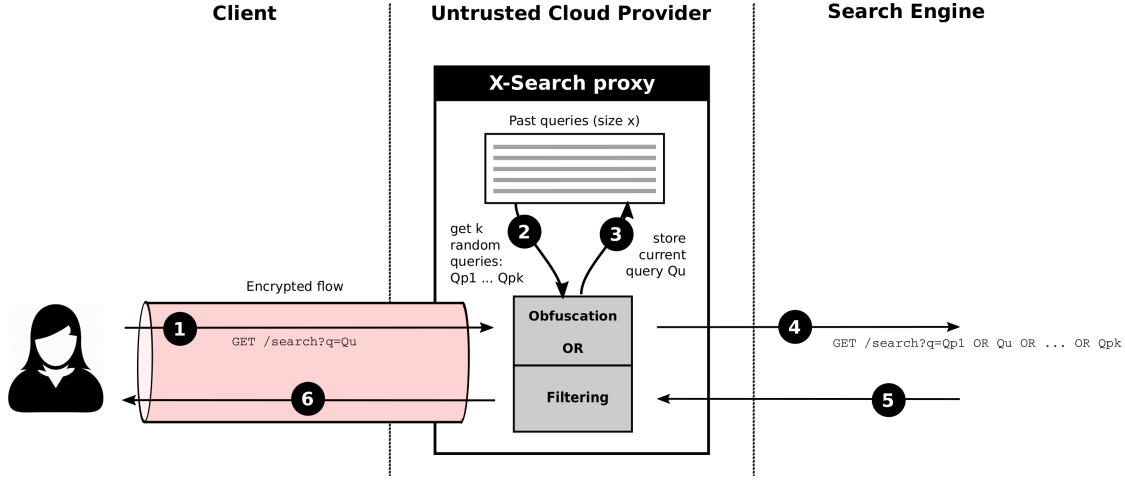 Client
Untrusted Cloud Provider
Search Engine
X-Search proxy
Past queries (size x)
get k
random
queries:
Qp1 ... Qpk
2
3
store
current
query Qu
Encrypted flow
1
GET /search?q=Qu
6
Obfuscation
OR
Filtering
4
GET /search?q=Qp1 OR Qu OR ... OR Qpk
5